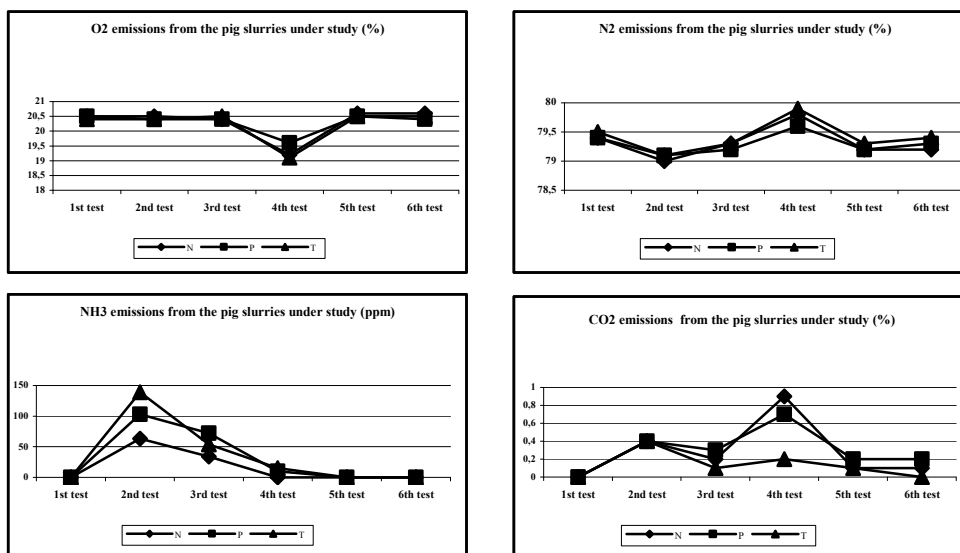 O2 emissions from the pig slurries under study (%)
21
20,5
20
19,5
19
18,5
18
1st test 2nd test 3rd test 4th test 5th test 6th test
N P T
N2 emissions from the pig slurries under study (%)
80
79,5
79
78,5
1st test 2nd test 3rd test 4th test 5th test 6th test
N P T
NH3 emissions from the pig slurries under study (ppm)
150
100
50
0
1st test 2nd test 3rd test 4th test 5th test 6th test
N P T
CO2 emissions from the pig slurries under study (%)
1
0,8
0,6
0,4
0,2
0
1st test 2nd test 3rd test 4th test 5th test 6th test
N P T